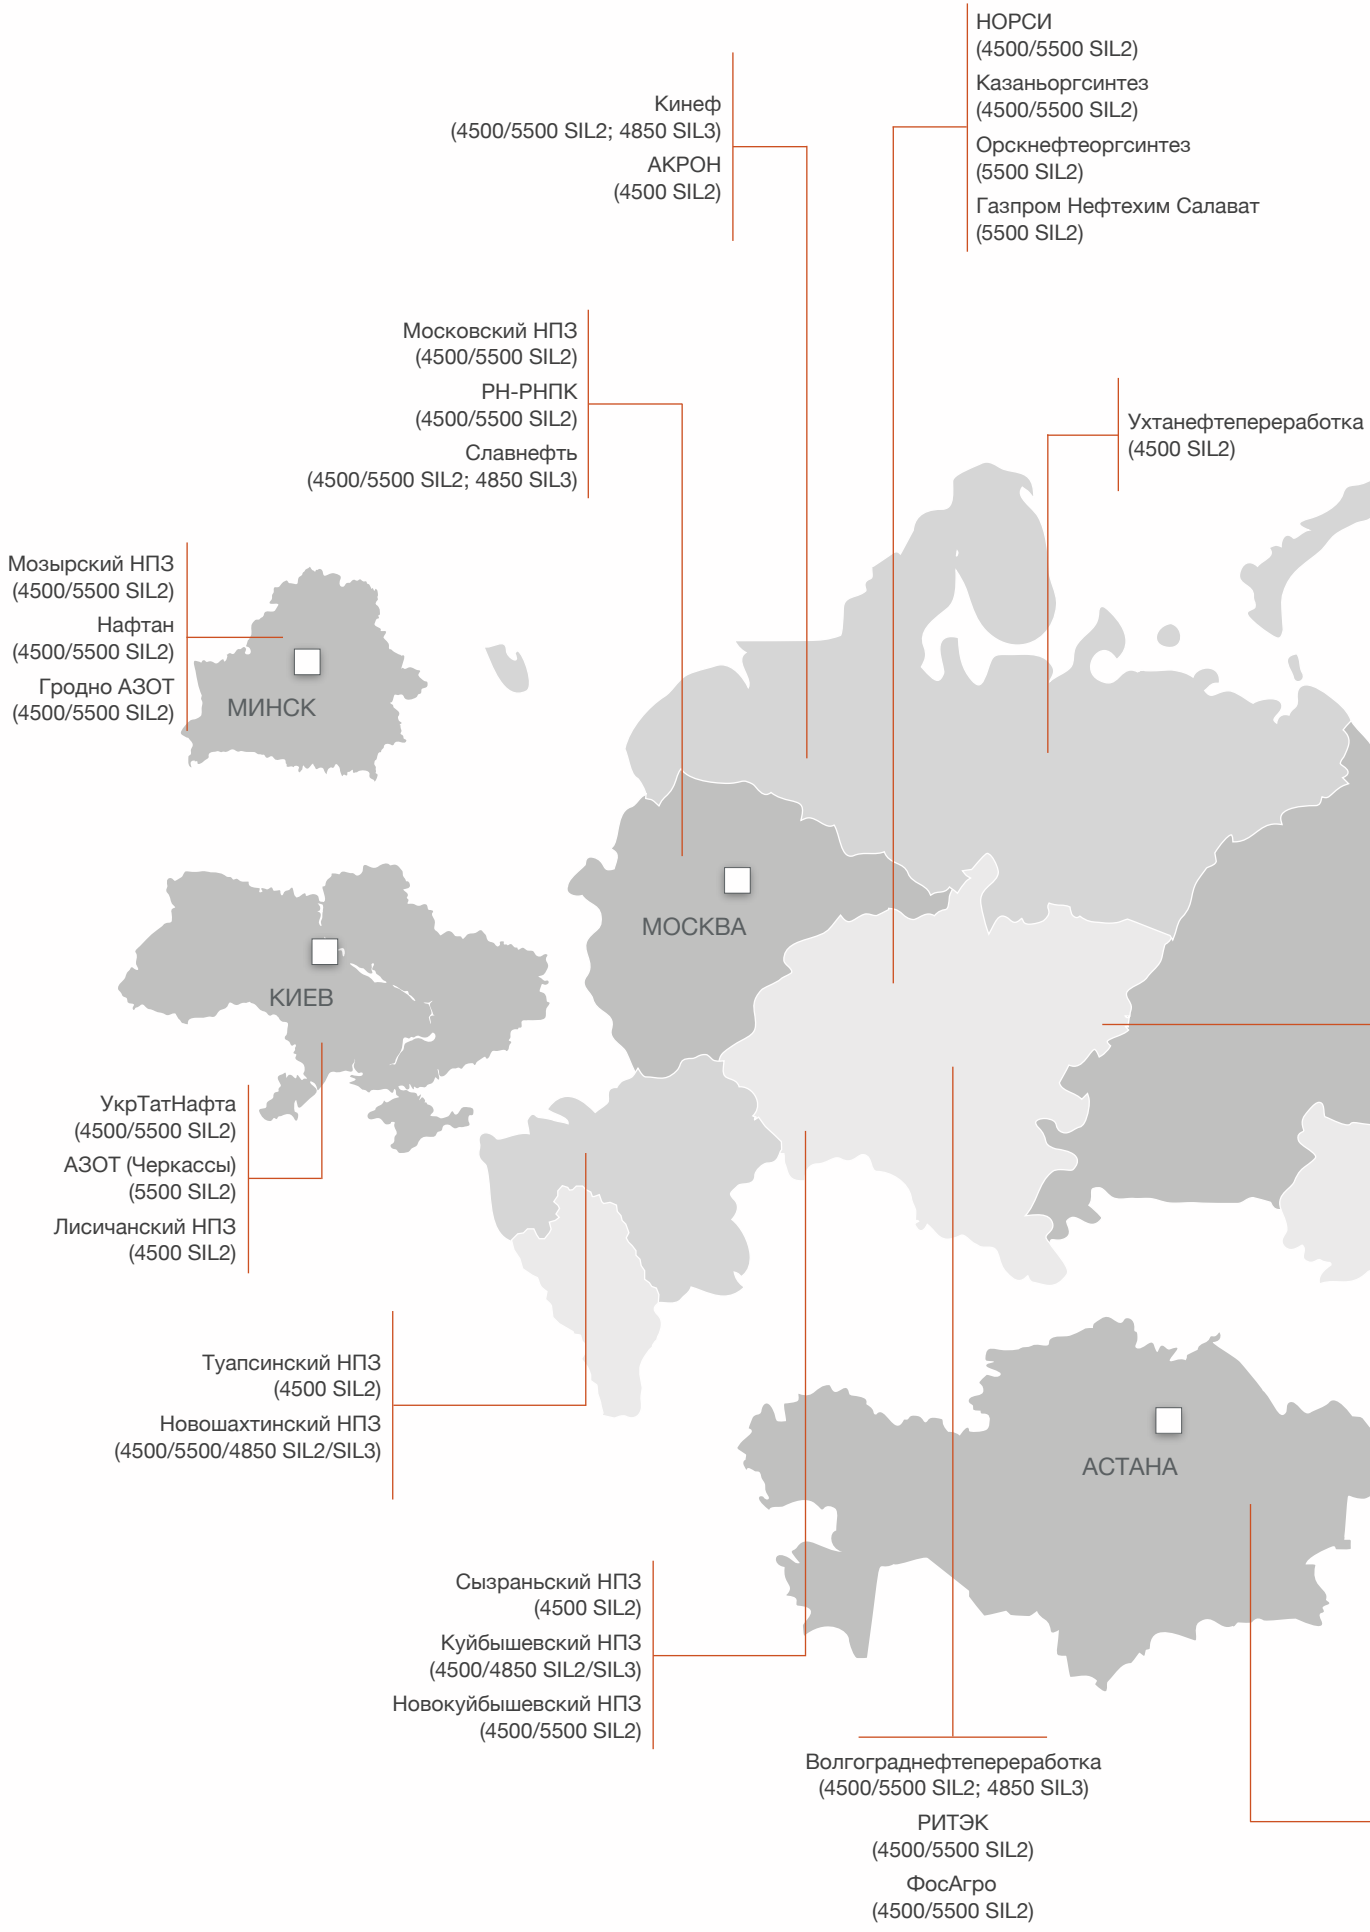 НОРСИ
(4500/5500 SIL2)
Казаньоргсинтез
(4500/5500 SIL2)
Орскнефтеоргсинтез
(5500 SIL2)
Газпром Нефтехим Салават
(5500 SIL2)
Кинеф
(4500/5500 SIL2; 4850 SIL3)
АКРОН
(4500 SIL2)
Московский НПЗ
(4500/5500 SIL2)
РН-РНПК
(4500/5500 SIL2)
Славнефть
(4500/5500 SIL2; 4850 SIL3)
Ухтанефтепереработка
(4500 SIL2)
Мозырский НПЗ
(4500/5500 SIL2)
Нафтан
(4500/5500 SIL2)
Гродно АЗОТ
(4500/5500 SIL2)
МИНСК
МОСКВА
КИЕВ
УкрТатНафта
(4500/5500 SIL2)
АЗОТ (Черкассы)
(5500 SIL2)
Лисичанский НПЗ
(4500 SIL2)
Туапсинский НПЗ
(4500 SIL2)
Новошахтинский НПЗ
(4500/5500/4850 SIL2/SIL3)
АСТАНА
Сызраньский НПЗ
(4500 SIL2)
Куйбышевский НПЗ
(4500/4850 SIL2/SIL3)
Новокуйбышевский НПЗ
(4500/5500 SIL2)
Волгограднефтепереработка
(4500/5500 SIL2; 4850 SIL3)
РИТЭК
(4500/5500 SIL2)
ФосАгро
(4500/5500 SIL2)